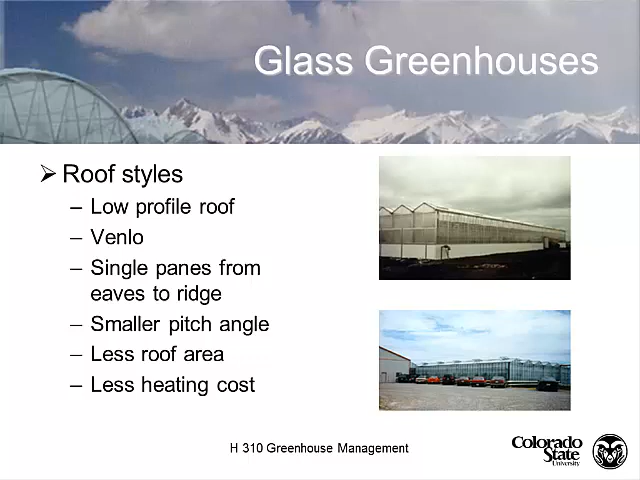 Glass Greenhouses
➢ Roof styles
– Low profile roof
– Venlo
– Single panes from
eaves to ridge
– Smaller pitch angle
– Less roof area
– Less heating cost
H 310 Greenhouse Management
Colorado
State
University